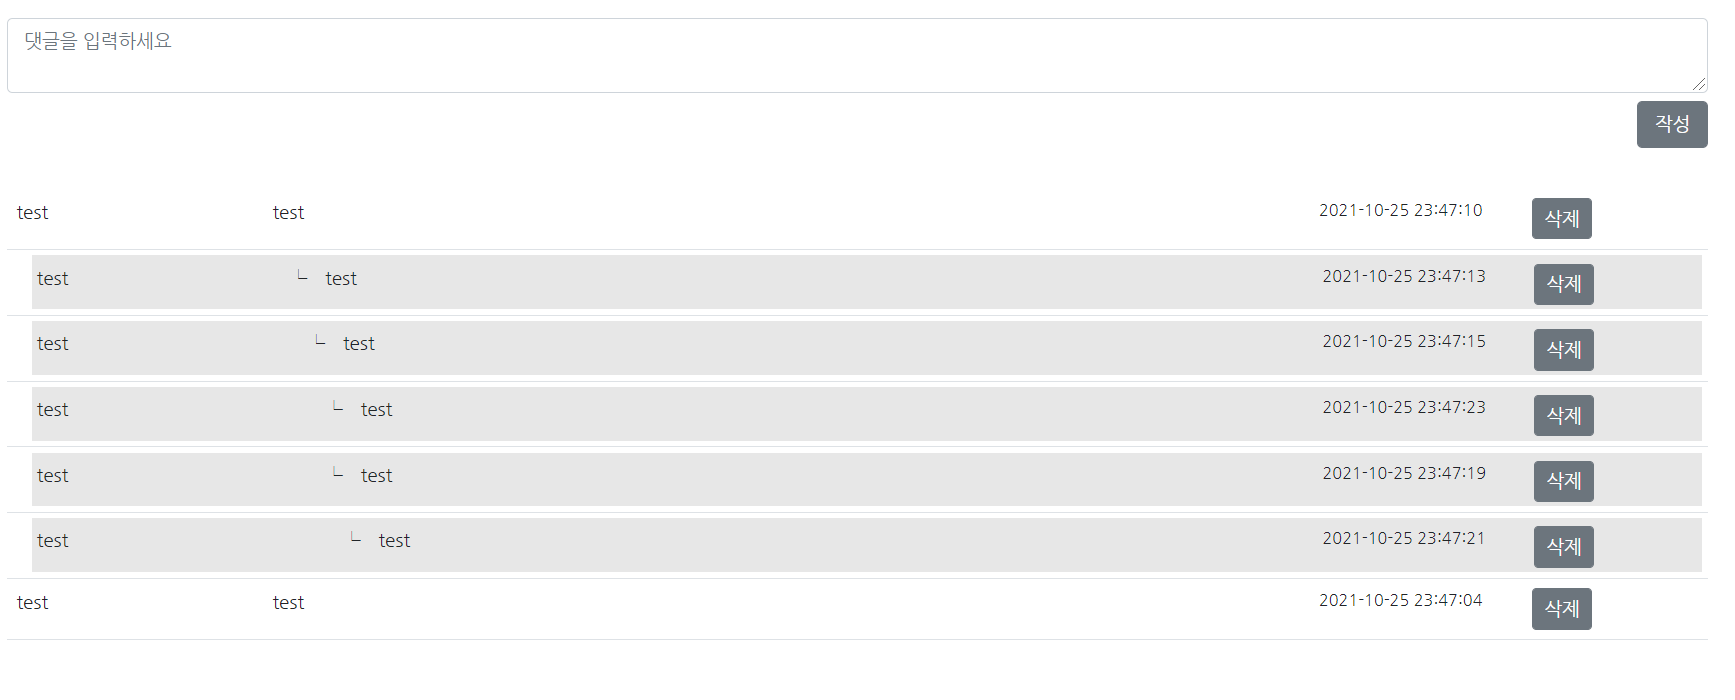 댓글을 입력하세요
작성
test test 2021-10-25 23:47:10 삭제
test ㄴ test 2021-10-25 23:47:13 삭제
test ㄴ test 2021-10-25 23:47:15 삭제
test ㄴ test 2021-10-25 23:47:23 삭제
test ㄴ test 2021-10-25 23:47:19 삭제
test ㄴ test 2021-10-25 23:47:21 삭제
test test 2021-10-25 23:47:04 삭제